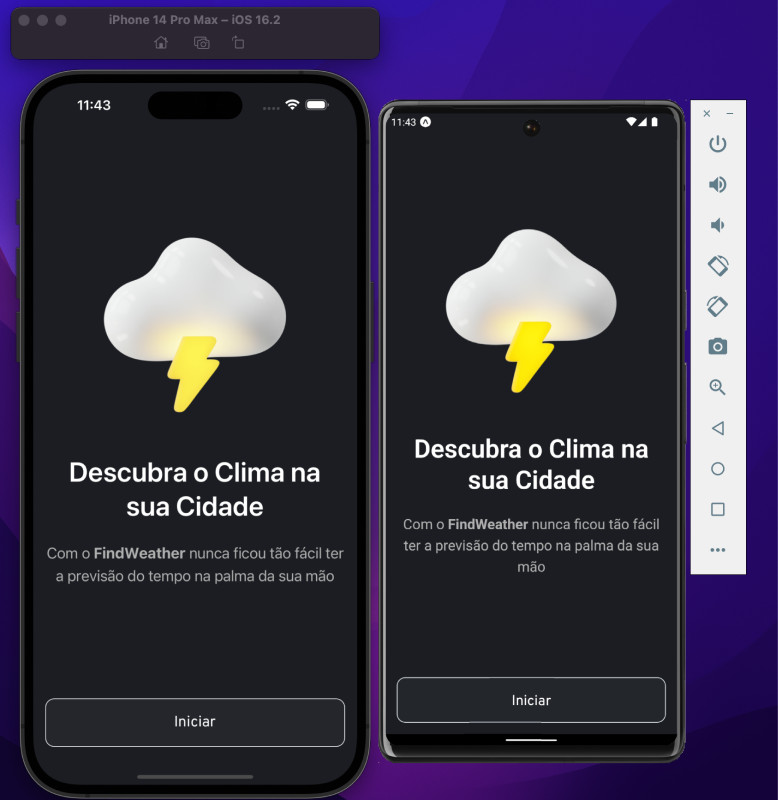 iPhone 14 Pro Max – iOS 16.2
11:43
Descubra o Clima na
sua Cidade
Com o FindWeather nunca ficou tão fácil ter
a previsão do tempo na palma da sua mão
Iniciar
11:43
Descubra o Clima na
sua Cidade
Com o FindWeather nunca ficou tão fácil
ter a previsão do tempo na palma da sua
mão
Iniciar